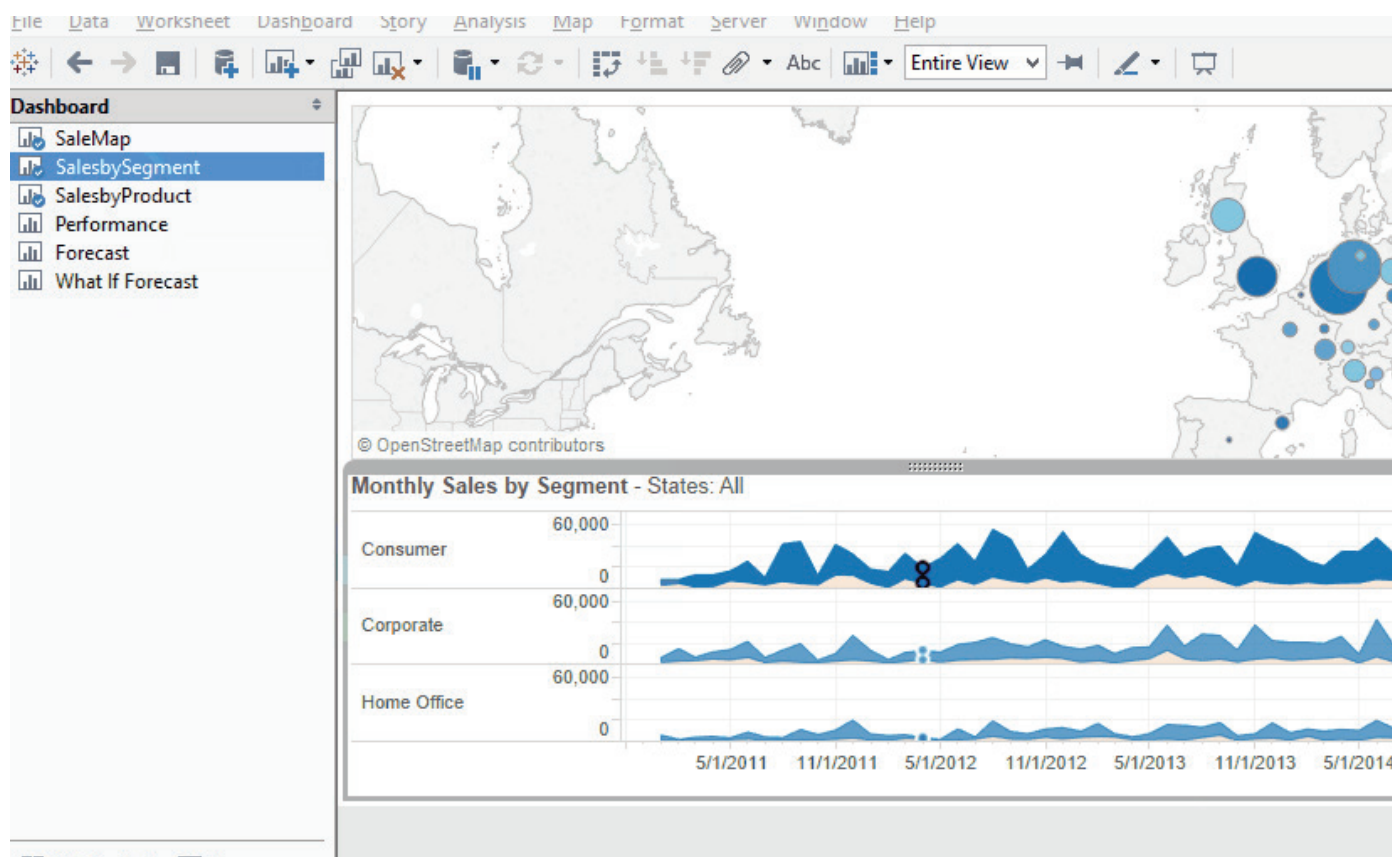 File Data Worksheet Dashboard Story Analysis Map Format Server Window Help
Abc Entire View
Dashboard
SaleMap
SalesbySegment
SalesbyProduct
Performance
Forecast
What If Forecast
© OpenStreetMap contributors
Monthly Sales by Segment - States: All
60,000
Consumer
0
60,000
Corporate
0
60,000
Home Office
0
5/1/2011 11/1/2011 5/1/2012 11/1/2012 5/1/2013 11/1/2013 5/1/2014